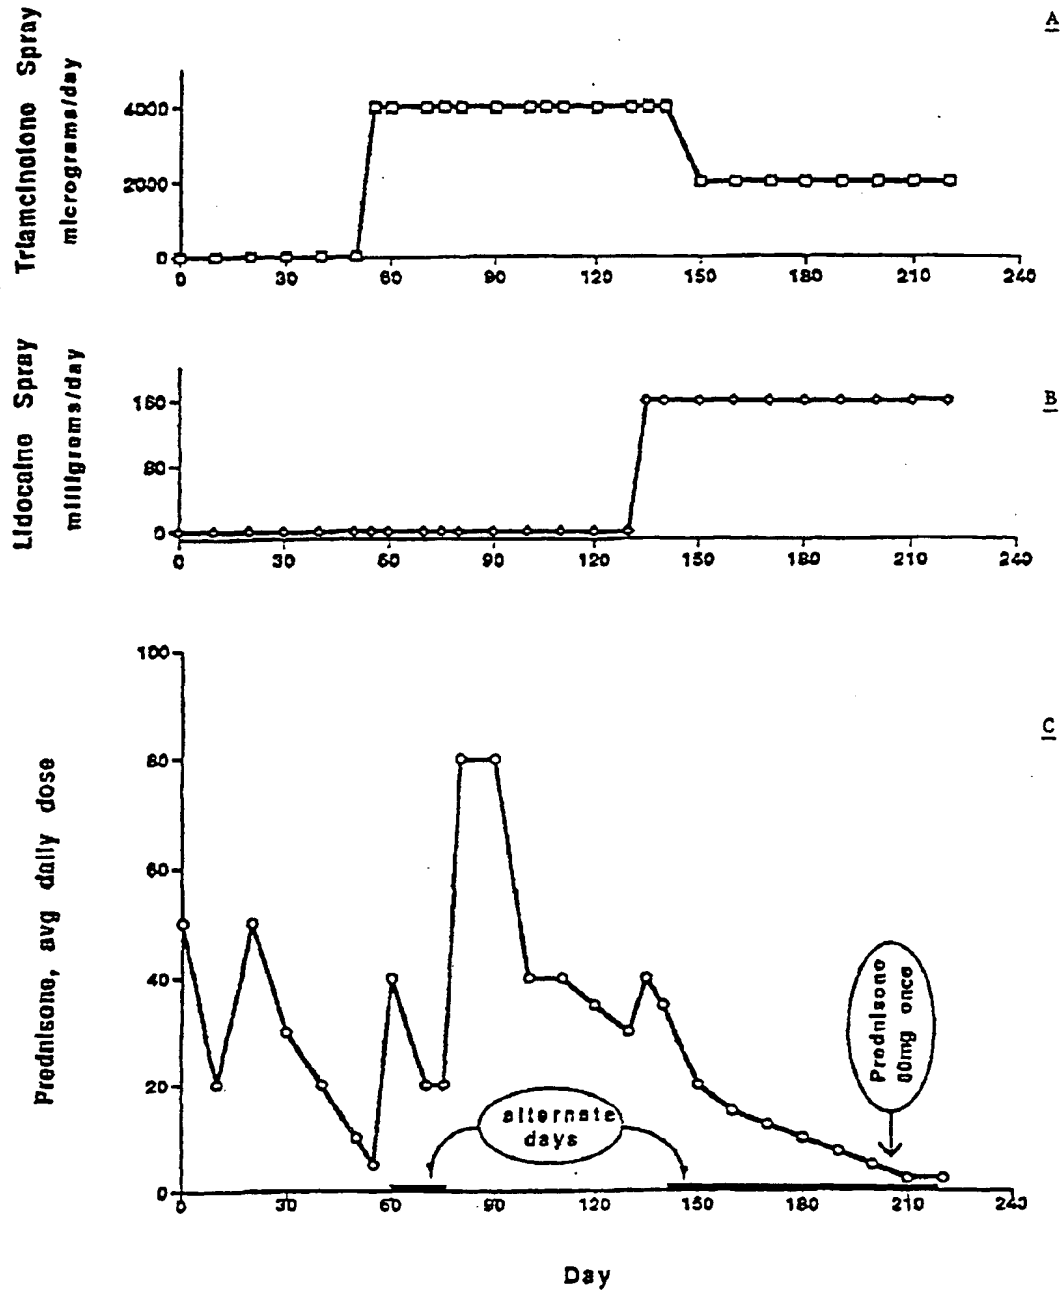 A
Triamcinolone Spray
micrograms/day
4000
2000
0
0 30 60 90 120 150 180 210 240
B
Lidocaine Spray
milligrams/day
160
80
0
0 30 60 90 120 150 180 210 240
C
Prednisone, avg daily dose
100
80
60
40
20
0
alternate
days
Prednisone
once
0 30 60 90 120 150 180 210 240
Day